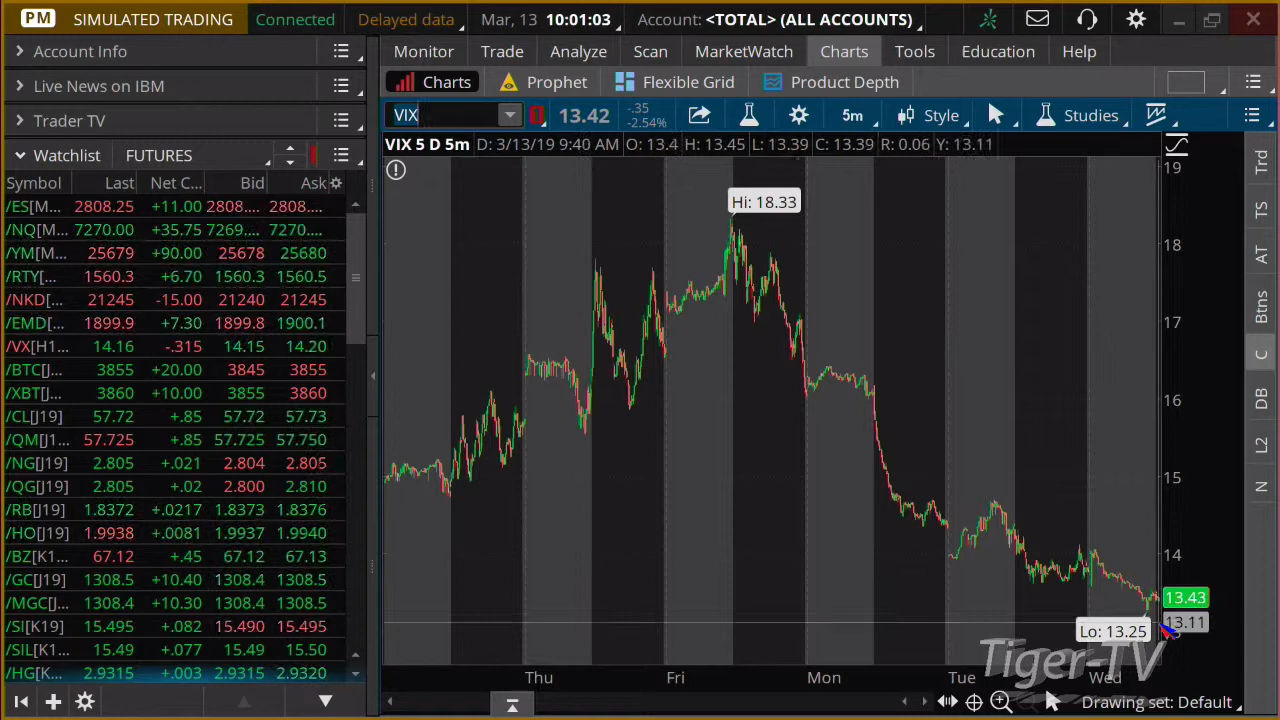 PM SIMULATED TRADING Connected Delayed data Mar, 13 10:01:03 Account: <TOTAL> (ALL ACCOUNTS)
Account Info
Live News on IBM
Trader TV
Watchlist FUTURES
Symbol Last Net C... Bid Ask
/ES[M... 2808.25 +11.00 2808.... 2808....
/NQ[M... 7270.00 +35.75 7269.... 7270....
/YM[M... 25679 +90.00 25678 25680
/RTY[... 1560.3 +6.70 1560.3 1560.5
/NKD[... 21245 -15.00 21240 21245
/EMD[... 1899.9 +7.30 1899.8 1900.1
/VX[H1... 14.16 -.315 14.15 14.20
/BTC[J... 3855 +20.00 3845 3855
/XBT[J... 3860 +10.00 3855 3860
/CL[J19] 57.72 +.85 57.72 57.73
/QM[J1... 57.725 +.85 57.725 57.750
/NG[J19] 2.805 +.021 2.804 2.805
/QG[J19] 2.805 +.02 2.800 2.810
/RB[J19] 1.8372 +.0217 1.8373 1.8376
/HO[J19] 1.9938 +.0081 1.9937 1.9940
/BZ[K1... 67.12 +.45 67.12 67.13
/GC[J19] 1308.5 +10.40 1308.4 1308.5
/MGC[J... 1308.4 +10.30 1308.4 1308.5
/SI[K19] 15.495 +.082 15.490 15.495
/SIL[K1... 15.49 +.077 15.49 15.50
/HG[K... 2.9315 +.003 2.9315 2.9320
Monitor Trade Analyze Scan MarketWatch Charts Tools Education Help
Charts Prophet Flexible Grid Product Depth
VIX 13.42 -.35 -2.54% 5m Style Studies
VIX 5 D 5m D: 3/13/19 9:40 AM O: 13.4 H: 13.45 L: 13.39 C: 13.39 R: 0.06 Y: 13.11
Hi: 18.33
19
18
17
16
15
14
13.43
13.11
Lo: 13.25
Tiger-TV
Thu Fri Mon Tue Wed
Drawing set: Default
Trd
TS
AT
Btns
C
DB
L2
N